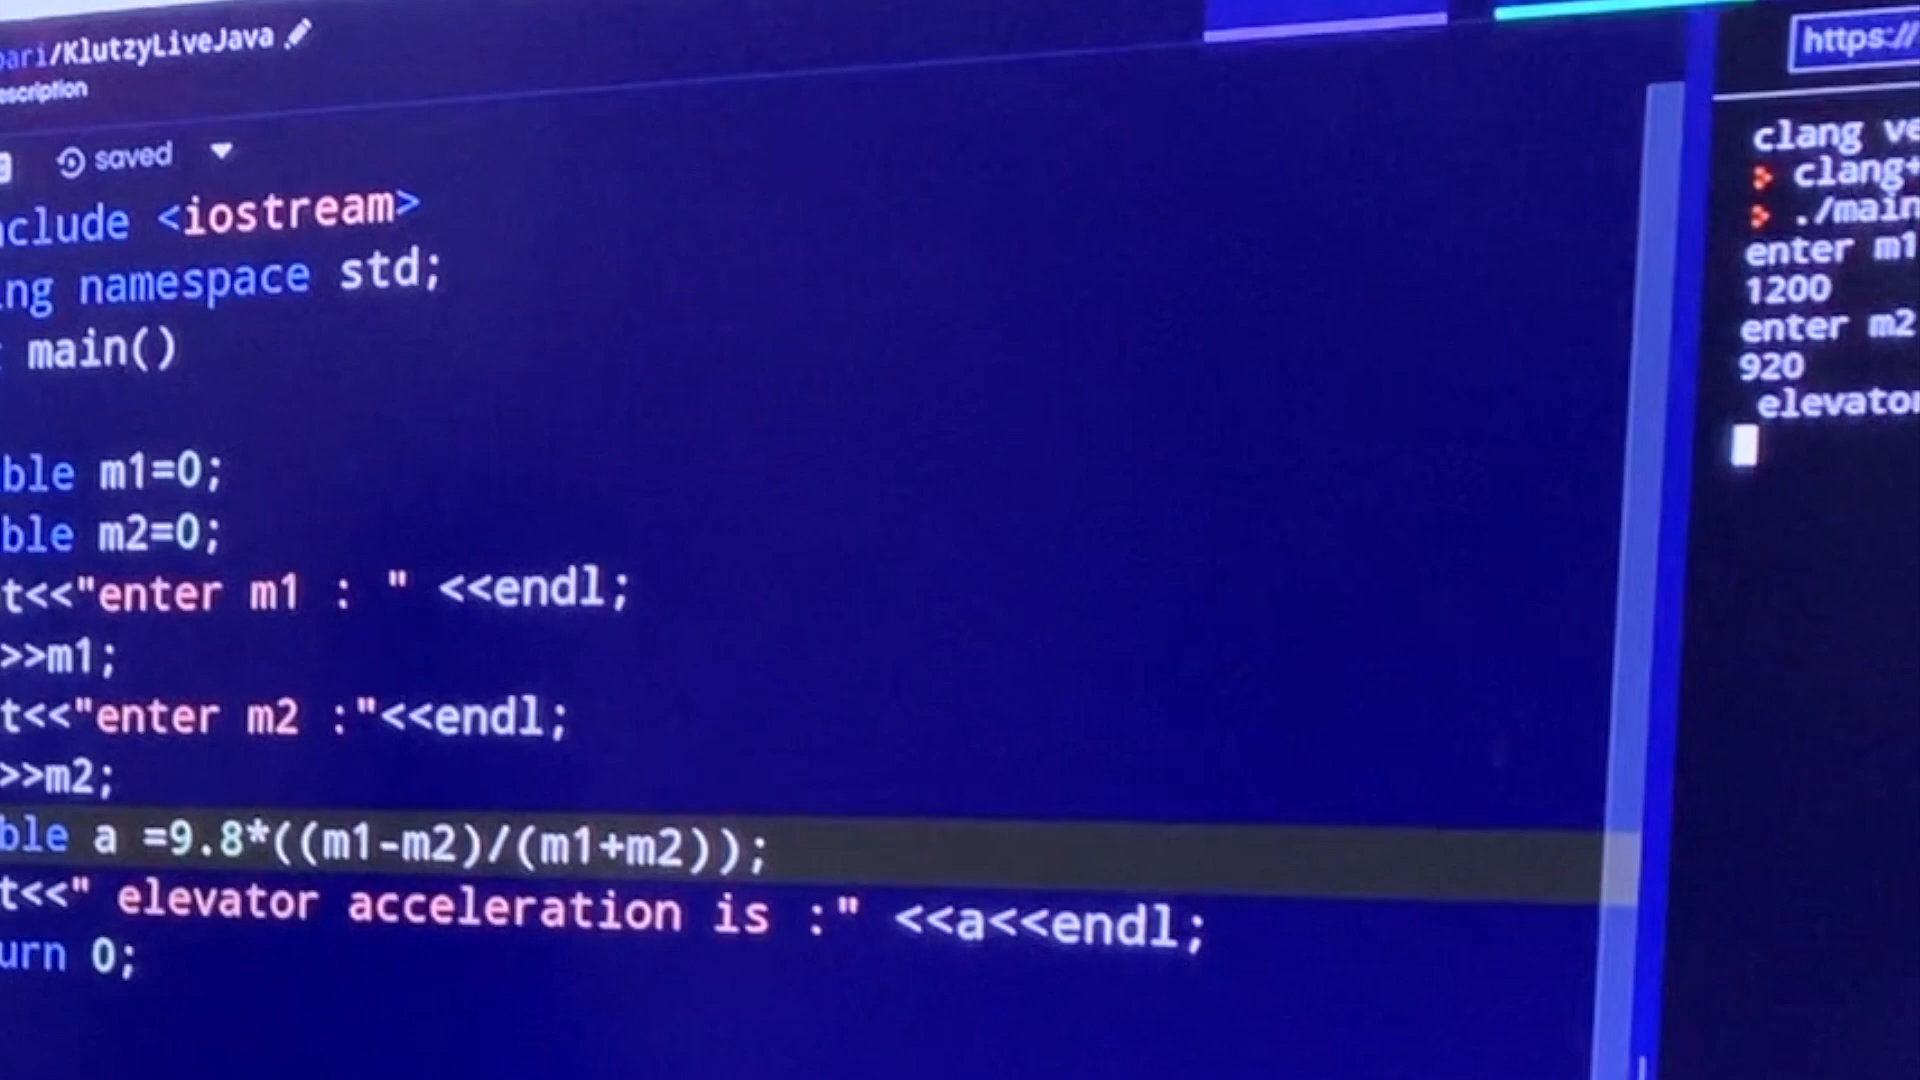 pari/KlutzyLiveJava
escription
saved
nclude <iostream>
ing namespace std;
main()
ble m1=0;
ble m2=0;
t<<"enter m1 : " <<endl;
>>m1;
t<<"enter m2 :"<<endl;
>>m2;
ble a =9.8*((m1-m2)/(m1+m2));
t<<" elevator acceleration is :" <<a<<endl;
urn 0;
https://
clang ve
> clang+
> ./main
enter m1
1200
enter m2
920
elevator